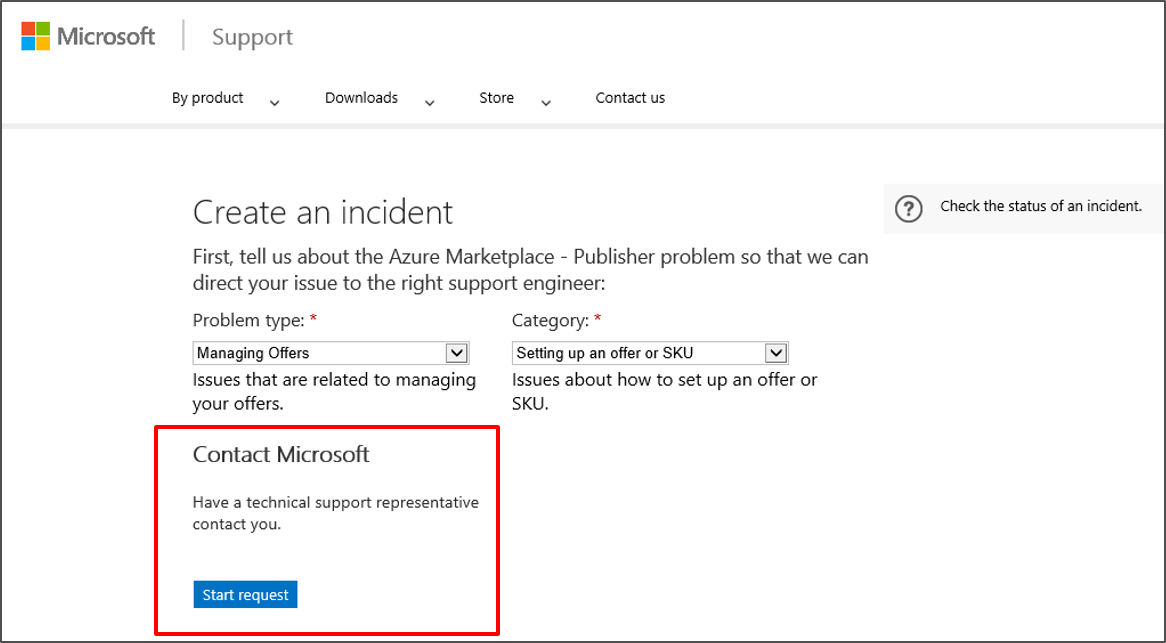 Microsoft Support
By product Downloads Store Contact us
Create an incident
Check the status of an incident.
First, tell us about the Azure Marketplace - Publisher problem so that we can
direct your issue to the right support engineer:
Problem type: * Category: *
Managing Offers Setting up an offer or SKU
Issues that are related to managing Issues about how to set up an offer or
your offers. SKU.
Contact Microsoft
Have a technical support representative
contact you.
Start request